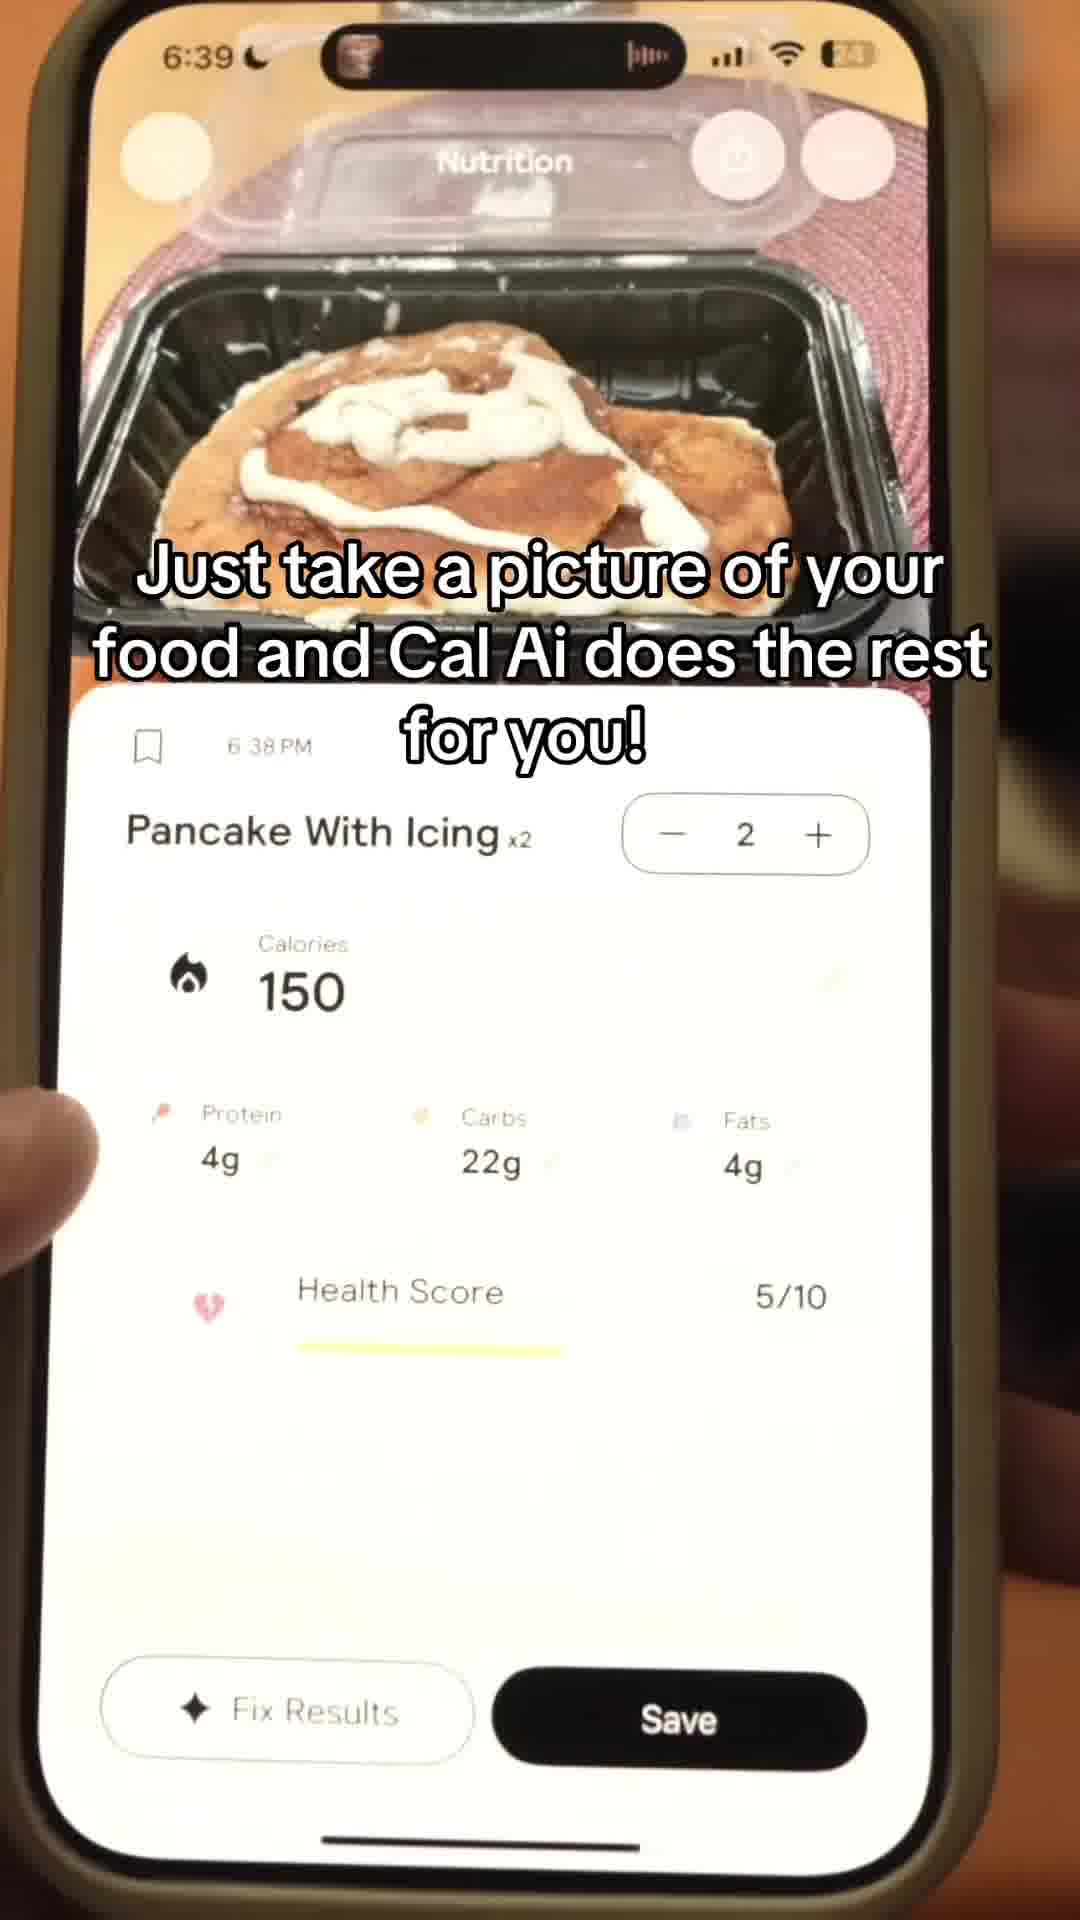 6:39
24
Nutrition
Just take a picture of your
food and Cal Ai does the rest
for you!
6:38 PM
Pancake With Icing x2
2
Calories
150
Protein
Carbs
Fats
4g
22g
4g
Health Score
5/10
Fix Results
Save